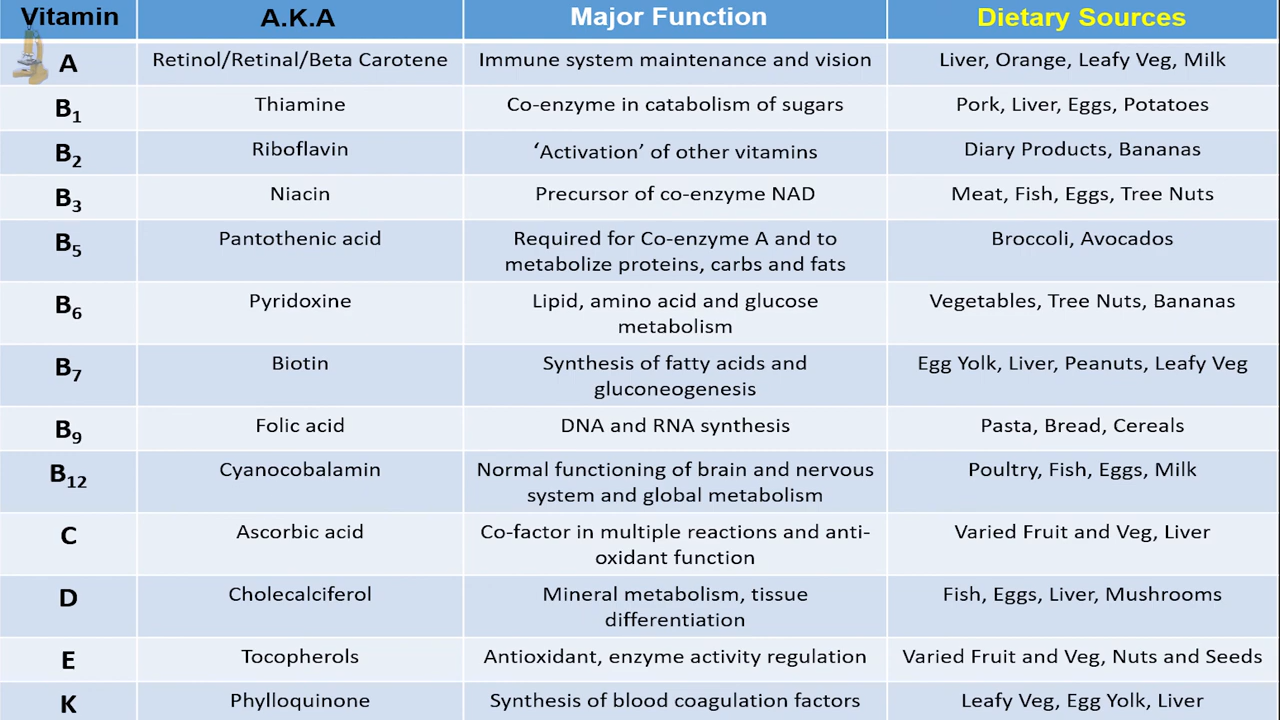 Vitamin A.K.A Major Function Dietary Sources
A Retinol/Retinal/Beta Carotene Immune system maintenance and vision Liver, Orange, Leafy Veg, Milk
B1 Thiamine Co-enzyme in catabolism of sugars Pork, Liver, Eggs, Potatoes
B2 Riboflavin ‘Activation’ of other vitamins Diary Products, Bananas
B3 Niacin Precursor of co-enzyme NAD Meat, Fish, Eggs, Tree Nuts
B5 Pantothenic acid Required for Co-enzyme A and to
metabolize proteins, carbs and fats Broccoli, Avocados
B6 Pyridoxine Lipid, amino acid and glucose
metabolism Vegetables, Tree Nuts, Bananas
B7 Biotin Synthesis of fatty acids and
gluconeogenesis Egg Yolk, Liver, Peanuts, Leafy Veg
B9 Folic acid DNA and RNA synthesis Pasta, Bread, Cereals
B12 Cyanocobalamin Normal functioning of brain and nervous
system and global metabolism Poultry, Fish, Eggs, Milk
C Ascorbic acid Co-factor in multiple reactions and anti-
oxidant function Varied Fruit and Veg, Liver
D Cholecalciferol Mineral metabolism, tissue
differentiation Fish, Eggs, Liver, Mushrooms
E Tocopherols Antioxidant, enzyme activity regulation Varied Fruit and Veg, Nuts and Seeds
K Phylloquinone Synthesis of blood coagulation factors Leafy Veg, Egg Yolk, Liver